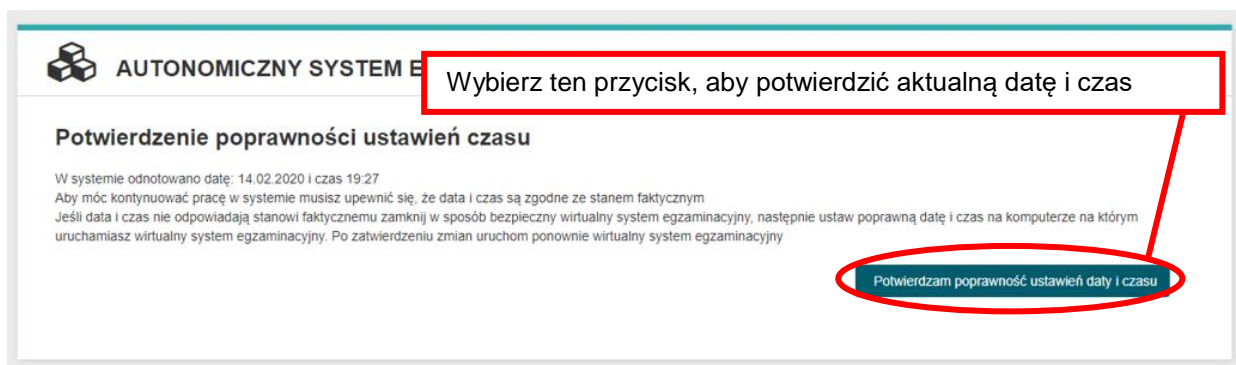 AUTONOMICZNY SYSTEM
Wybierz ten przycisk, aby potwierdzić aktualną datę i czas
Potwierdzenie poprawności ustawień czasu
W systemie odnotowano datę: 14.02.2020 i czas 19:27
Aby móc kontynuować pracę w systemie musisz upewnić się, że data i czas są zgodne ze stanem faktycznym
Jeśli data i czas nie odpowiadają stanowi faktycznemu zamknij w sposób bezpieczny wirtualny system egzaminacyjny, następnie ustaw poprawną datę i czas na komputerze na którym
uruchamiasz wirtualny system egzaminacyjny. Po zatwierdzeniu zmian uruchom ponownie wirtualny system egzaminacyjny
Potwierdzam poprawność ustawień daty i czasu